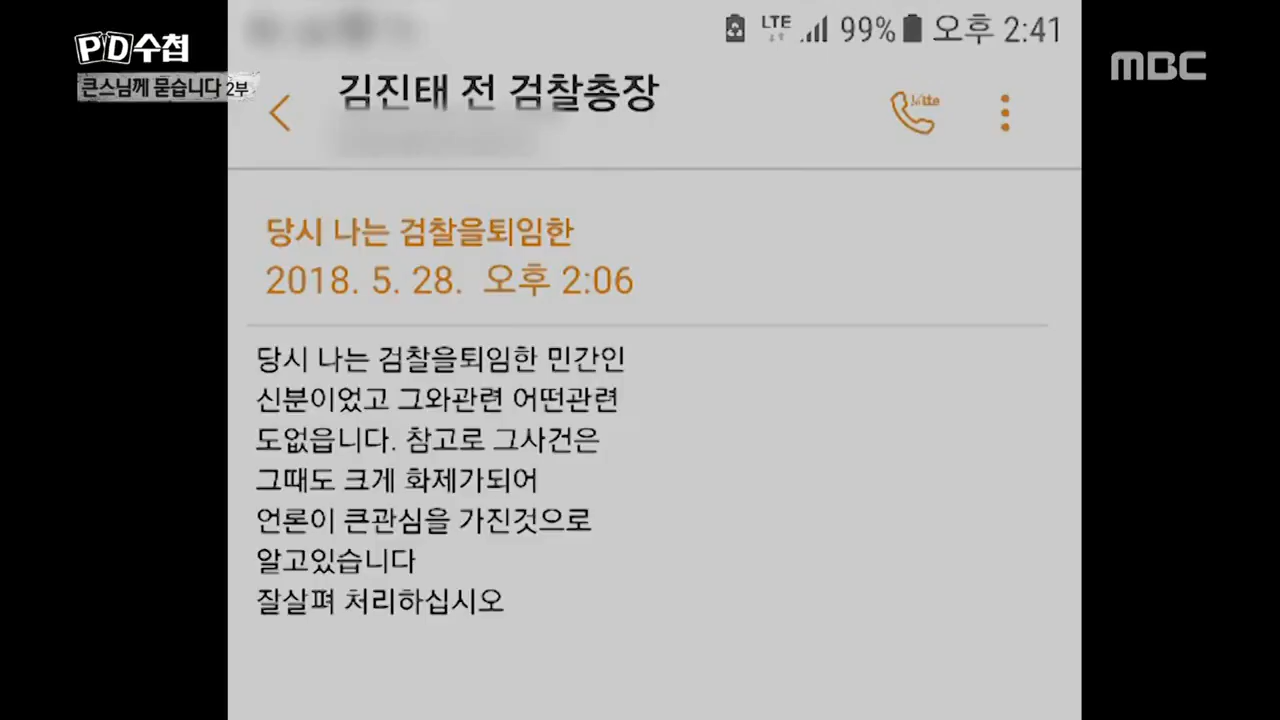 PD수첩
큰스님께 묻습니다 2부
LTE 99% 오후 2:41
MBC
김진태 전 검찰총장
당시 나는 검찰을퇴임한
2018. 5. 28. 오후 2:06
당시 나는 검찰을퇴임한 민간인
신분이었고 그와관련 어떤관련
도없읍니다. 참고로 그사건은
그때도 크게 화제가되어
언론이 큰관심을 가진것으로
알고있습니다
잘살펴 처리하십시오